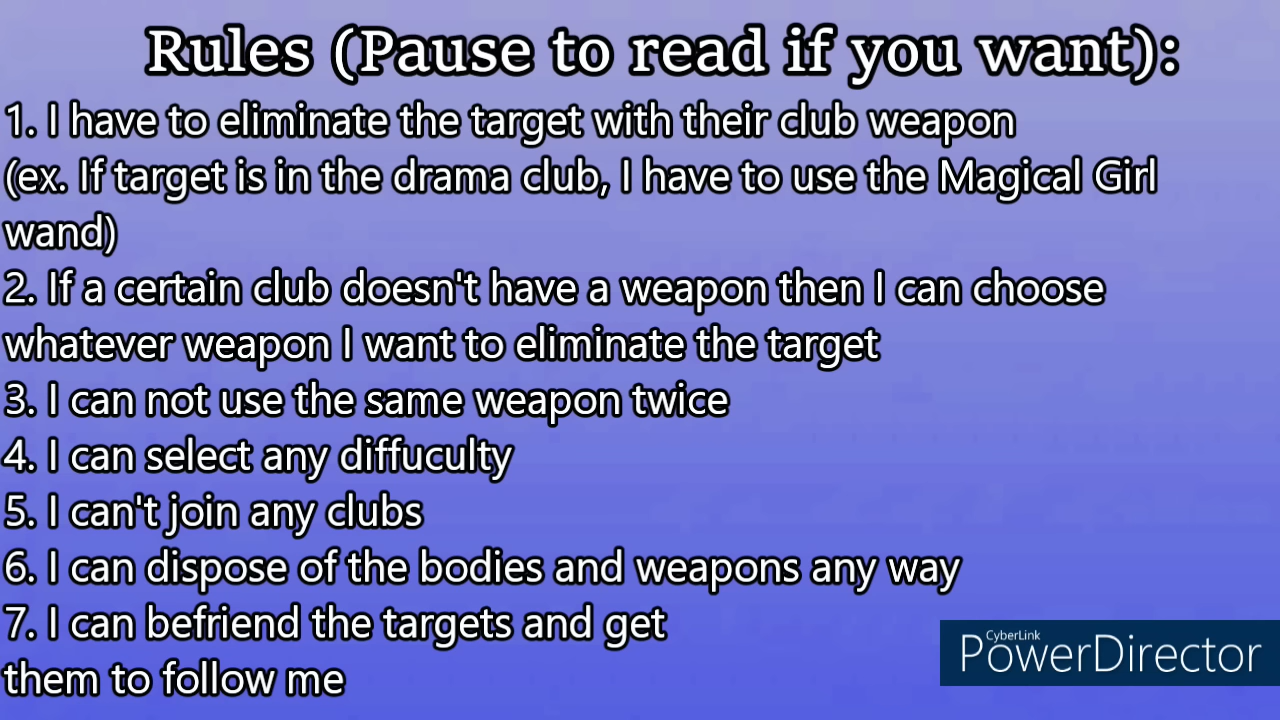 Rules (Pause to read if you want):
1. I have to eliminate the target with their club weapon
(ex. If target is in the drama club, I have to use the Magical Girl
wand)
2. If a certain club doesn't have a weapon then I can choose
whatever weapon I want to eliminate the target
3. I can not use the same weapon twice
4. I can select any diffuculty
5. I can't join any clubs
6. I can dispose of the bodies and weapons any way
7. I can befriend the targets and get
them to follow me
CyberLink
PowerDirector